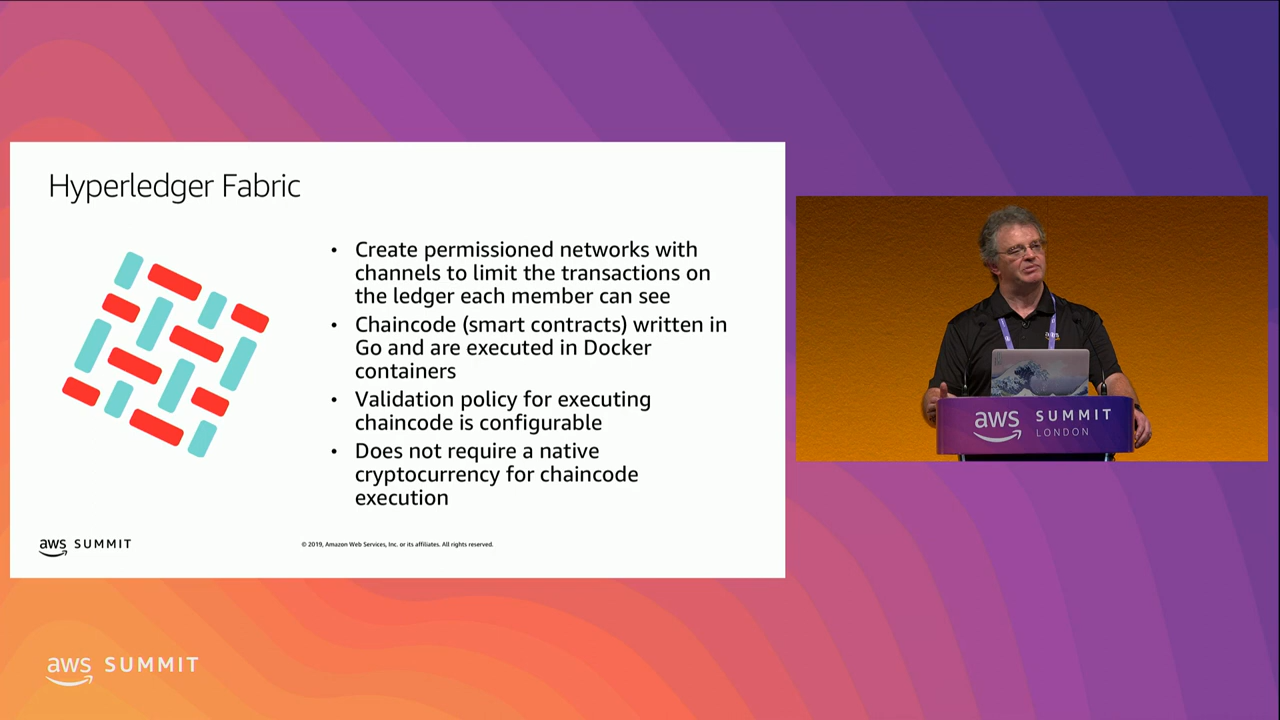 Hyperledger Fabric
• Create permissioned networks with
channels to limit the transactions on
the ledger each member can see
• Chaincode (smart contracts) written in
Go and are executed in Docker
containers
• Validation policy for executing
chaincode is configurable
• Does not require a native
cryptocurrency for chaincode
execution
aws SUMMIT
© 2019, Amazon Web Services, Inc. or its affiliates. All rights reserved.
aws
aws SUMMIT
LONDON
aws SUMMIT